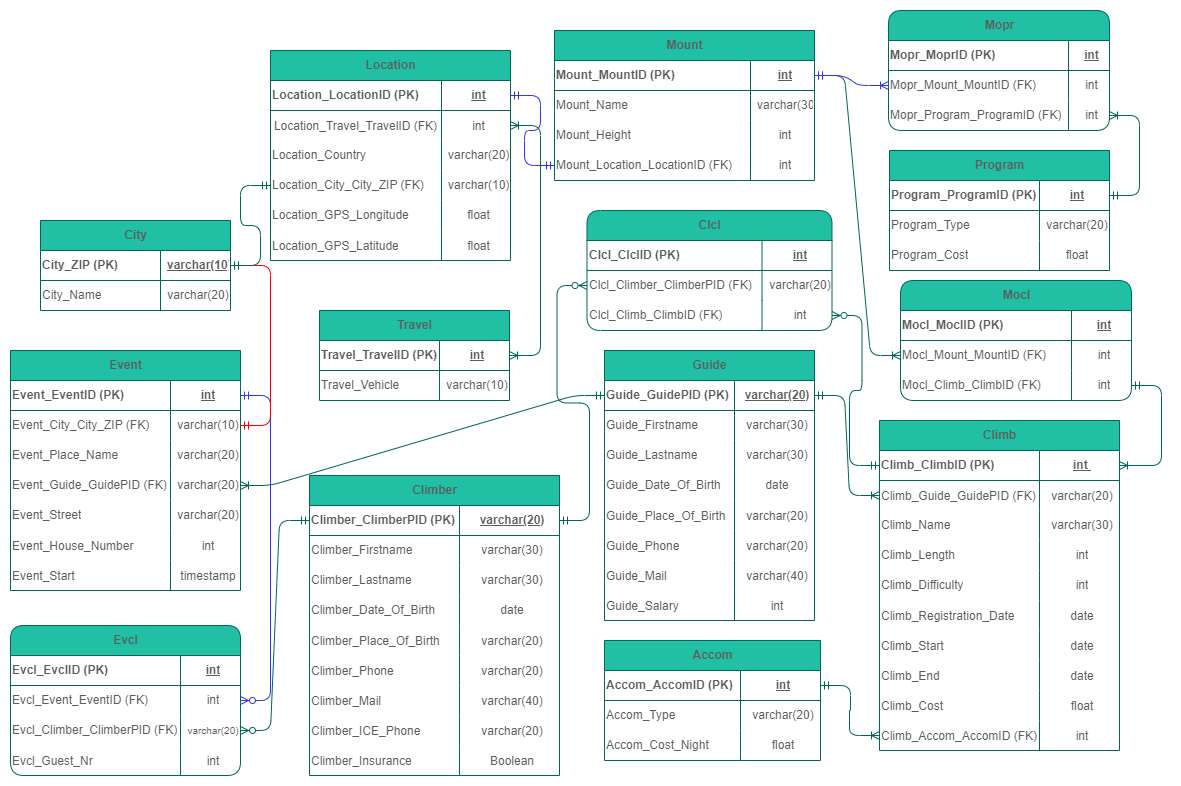 Location
Location_LocationID (PK) int
Location_Travel_TravelID (FK) int
Location_Country varchar(20)
Location_City_City_ZIP (FK) varchar(10)
Location_GPS_Longitude float
Location_GPS_Latitude float
Mount
Mount_MountID (PK) int
Mount_Name varchar(30
Mount_Height int
Mount_Location_LocationID (FK) int
Mopr
Mopr_MoprID (PK) int
Mopr_Mount_MountID (FK) int
Mopr_Program_ProgramID (FK) int
Program
Program_ProgramID (PK) int
Program_Type varchar(20)
Program_Cost float
City
City_ZIP (PK) varchar(10
City_Name varchar(20)
Clcl
Clcl_ClclID (PK) int
Clcl_Climber_ClimberPID (FK) varchar(20)
Clcl_Climb_ClimbID (FK) int
Mocl
Mocl_MoclID (PK) int
Mocl_Mount_MountID (FK) int
Mocl_Climb_ClimbID (FK) int
Travel
Travel_TravelID (PK) int
Travel_Vehicle varchar(10)
Event
Event_EventID (PK) int
Event_City_City_ZIP (FK) varchar(10)
Event_Place_Name varchar(20)
Event_Guide_GuidePID (FK) varchar(20)
Event_Street varchar(20)
Event_House_Number int
Event_Start timestamp
Guide
Guide_GuidePID (PK) varchar(20)
Guide_Firstname varchar(30)
Guide_Lastname varchar(30)
Guide_Date_Of_Birth date
Guide_Place_Of_Birth varchar(20)
Guide_Phone varchar(20)
Guide_Mail varchar(40)
Guide_Salary int
Climb
Climb_ClimbID (PK) int
Climb_Guide_GuidePID (FK) varchar(20)
Climb_Name varchar(30)
Climb_Length int
Climb_Difficulty int
Climb_Registration_Date date
Climb_Start date
Climb_End date
Climb_Cost float
Climb_Accom_AccomID (FK) int
Climber
Climber_ClimberPID (PK) varchar(20)
Climber_Firstname varchar(30)
Climber_Lastname varchar(30)
Climber_Date_Of_Birth date
Climber_Place_Of_Birth varchar(20)
Climber_Phone varchar(20)
Climber_Mail varchar(40)
Climber_ICE_Phone varchar(20)
Climber_Insurance Boolean
Evcl
Evcl_EvclID (PK) int
Evcl_Event_EventID (FK) int
Evcl_Climber_ClimberPID (FK) varchar(20)
Evcl_Guest_Nr int
Accom
Accom_AccomID (PK) int
Accom_Type varchar(20)
Accom_Cost_Night float